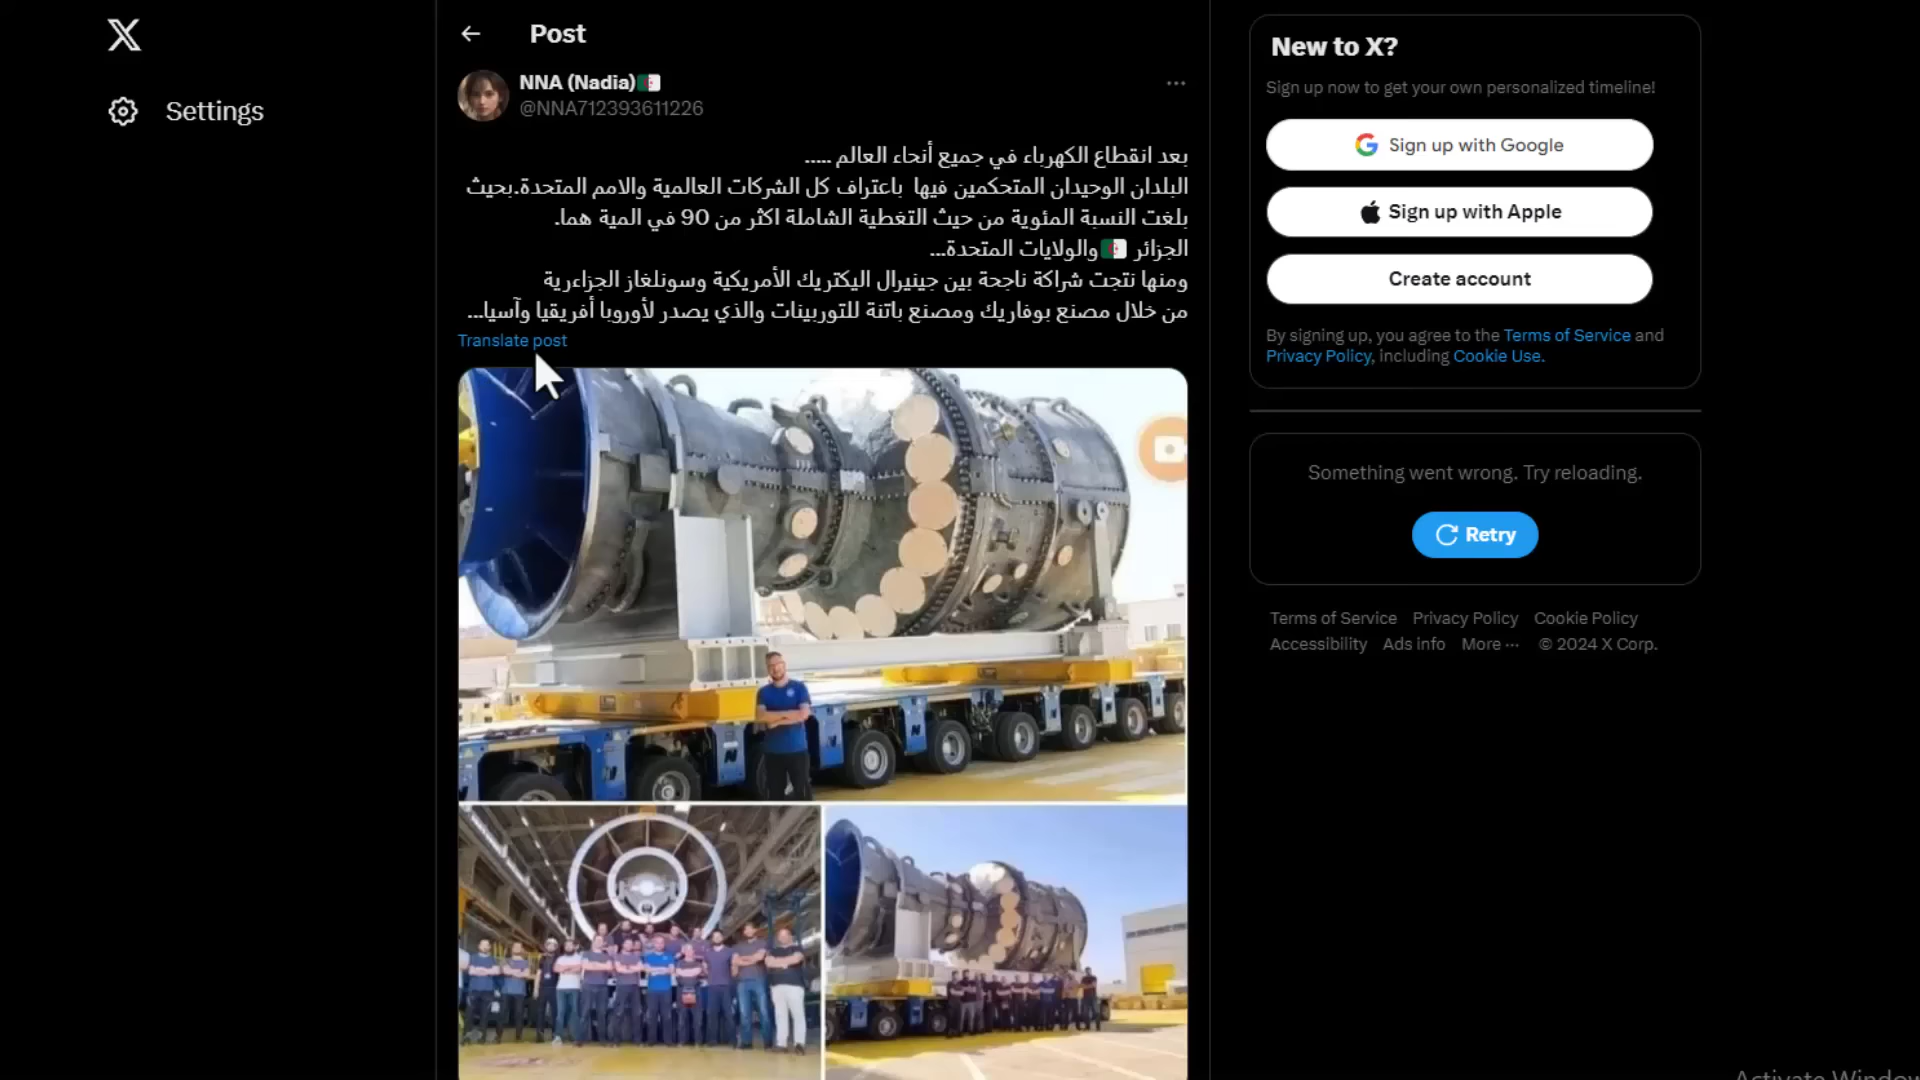 X
Settings
Post
NNA (Nadia)🇩🇿
@NNA712393611226
بعد انقطاع الكهرباء في جميع أنحاء العالم .....
البلدان الوحيدان المتحكمين فيها باعتراف كل الشركات العالمية والامم المتحدة.بحيث
بلغت النسبة المئوية من حيث التغطية الشاملة اكثر من 90 في المية هما.
الجزائر 🇩🇿والولايات المتحدة...
ومنها نتجت شراكة ناجحة بين جينيرال اليكتريك الأمريكية وسونلغاز الجزاعرية
من خلال مصنع بوفاريك ومصنع باتنة للتوربينات والذي يصدر لأوروبا أفريقيا وآسيا...
Translate post
New to X?
Sign up now to get your own personalized timeline!
Sign up with Google
Sign up with Apple
Create account
By signing up, you agree to the Terms of Service and
Privacy Policy, including Cookie Use.
Something went wrong. Try reloading.
Retry
Terms of Service Privacy Policy Cookie Policy
Accessibility Ads info More ··· © 2024 X Corp.
Activate Window